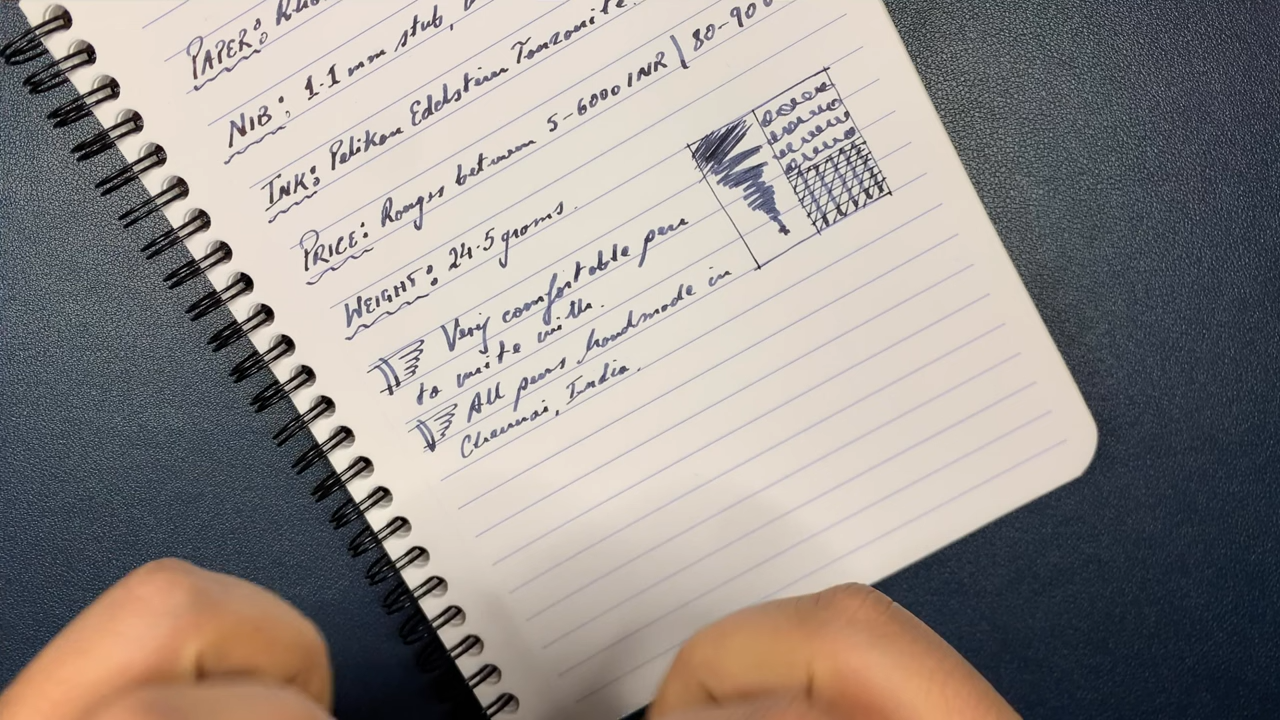 PAPER:
NIB: 1.1 mm stub,
INK: Pelikan Edelstein Tanzanite.
PRICE: Ranges between 5-6000 INR | 80-90
WEIGHT: 24.5 grams.
Very comfortable pen
to write with.
All pens handmade in
Chennai, India.